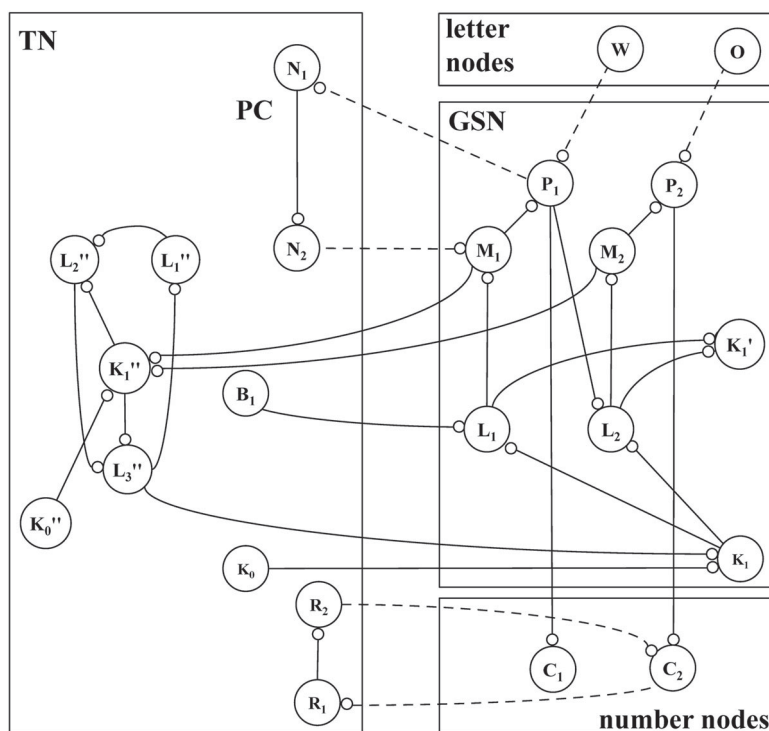 TN
letter
nodes
W
O
N₁
PC
GSN
P₁
P₂
L₂''
L₁''
N₂
M₁
M₂
K₁''
K₁'
B₁
L₁
L₂
L₃''
K₀''
K₀
K₁
R₂
C₁
C₂
R₁
number nodes